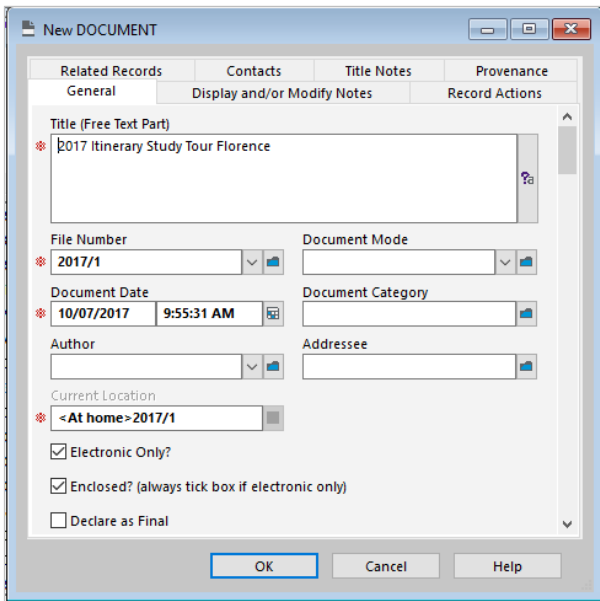 New DOCUMENT
Related Records Contacts Title Notes Provenance
General Display and/or Modify Notes Record Actions
Title (Free Text Part)
2017 Itinerary Study Tour Florence
File Number Document Mode
2017/1
Document Date Document Category
10/07/2017 9:55:31 AM
Author Addressee
Current Location
<At home>2017/1
Electronic Only?
Enclosed? (always tick box if electronic only)
Declare as Final
OK Cancel Help